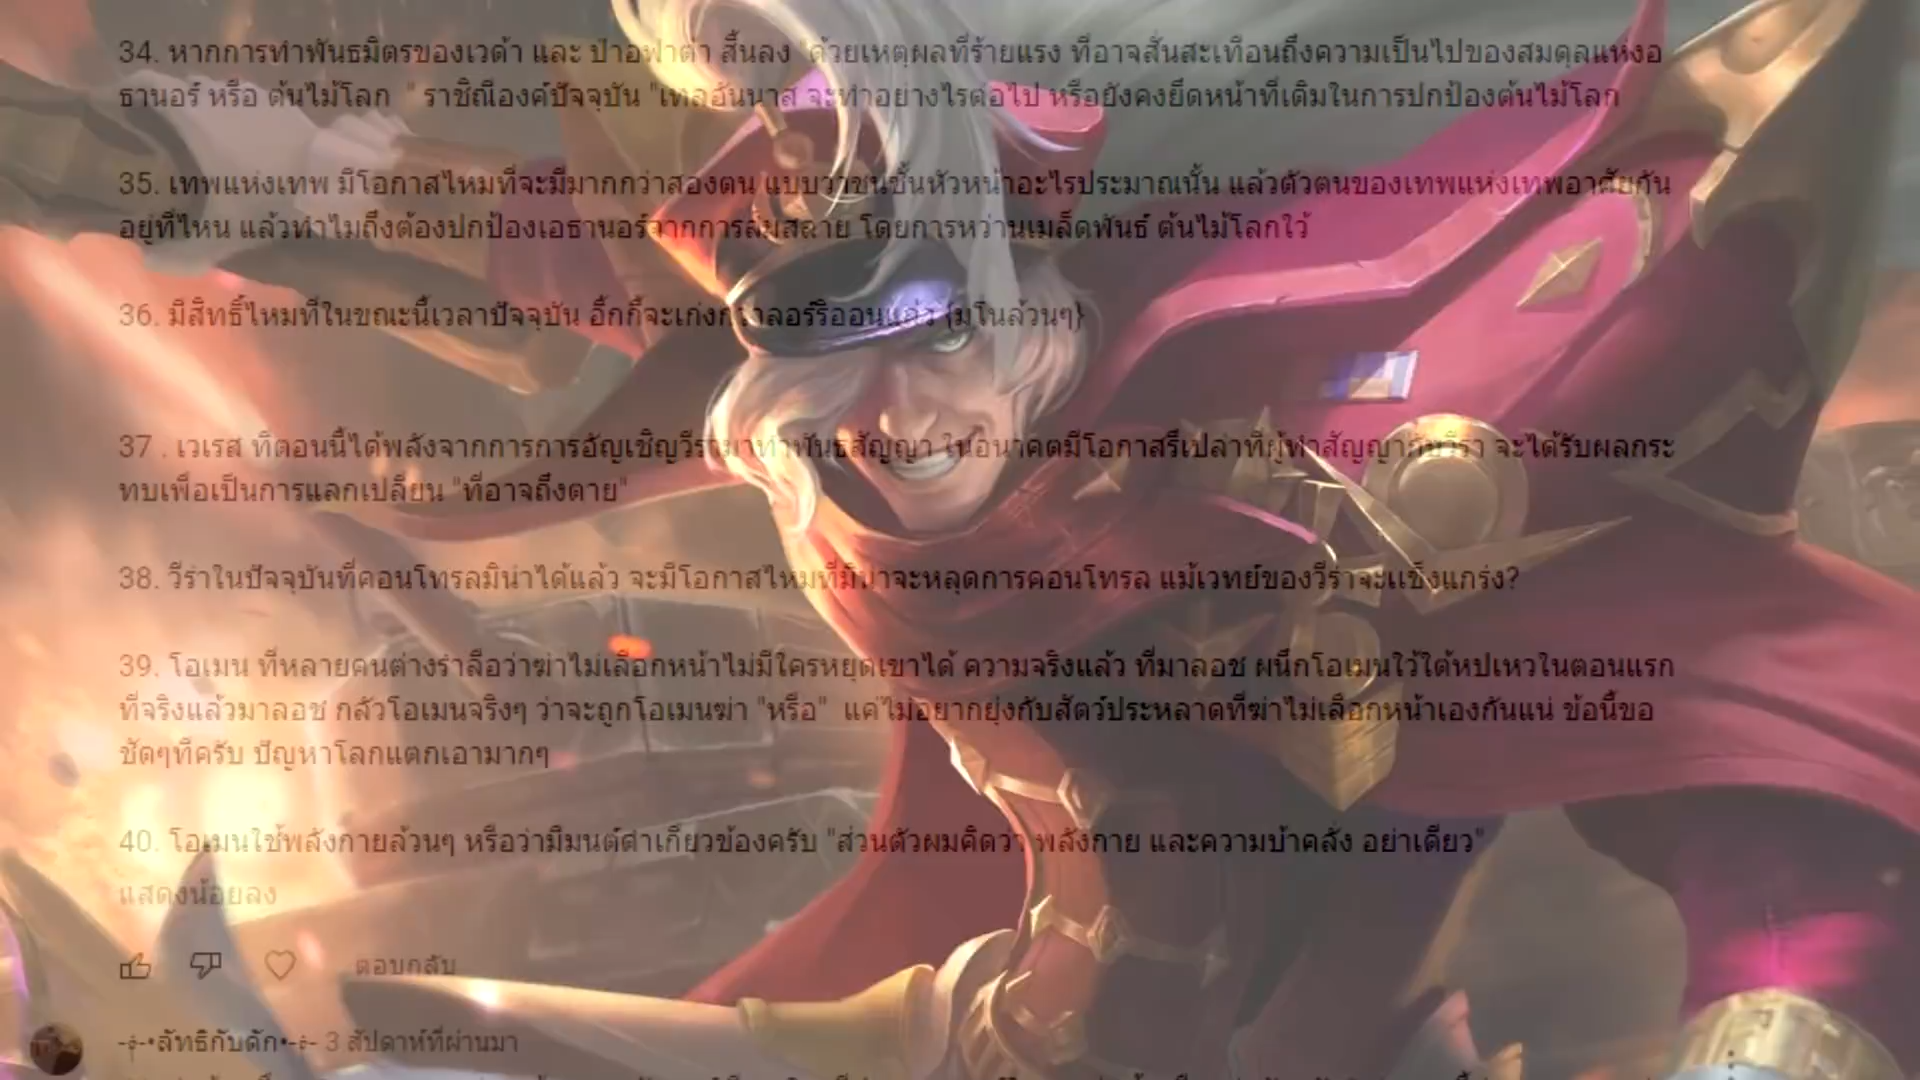 34. หากการทำพันธมิตรของเวด้า และ ป่าอฟาต้า สิ้นลง "ด้วยเหตุผลที่ร้ายแรง ที่อาจสั่นสะเทือนถึงความเป็นไปของสมดุลแห่งอ
ธานอร์ หรือ ต้นไม้โลก " ราชินีองค์ปัจจุบัน "เทลอันนาส จะทำอย่างไรต่อไป หรือยังคงยึดหน้าที่เดิมในการปกป้องต้นไม้โลก
35. เทพแห่งเทพ มีโอกาสไหมที่จะมีมากกว่าสองตน แบบว่าชนชั้นหัวหน้าอะไรประมาณนั้น แล้วตัวตนของเทพแห่งเทพอาศัยกัน
อยู่ที่ไหน แล้วทำไมถึงต้องปกป้องเอธานอร์จากการล่มสลาย โดยการหว่านเมล็ดพันธ์ ต้นไม้โลกใว้
36. มีสิทธิ์ไหมที่ในขณะนี้เวลาปัจจุบัน อิ๊กกี้จะเก่งกว่าลอร์ริออนแล้ว {มโนล้วนๆ}
37 . เวเรส ที่ตอนนี้ได้พลังจากการการอัญเชิญวีร่ามาทำพันธสัญญา ในอนาคตมีโอกาสรึเปล่าที่ผู้ทำสัญญากับวีร่า จะได้รับผลกระ
ทบเพื่อเป็นการแลกเปลี่ยน "ที่อาจถึงตาย"
38. วีร่าในปัจจุบันที่คอนโทรลมิน่าได้แล้ว จะมีโอกาสไหมที่มิน่าจะหลุดการคอนโทรล แม้เวทย์ของวีร่าจะแข็งแกร่ง?
39. โอเมน ที่หลายคนต่างร่ำลือว่าฆ่าไม่เลือกหน้าไม่มีใครหยุดเขาได้ ความจริงแล้ว ที่มาลอช ผนึกโอเมนใว้ใต้หปเหวในตอนแรก
ที่จริงแล้วมาลอช กลัวโอเมนจริงๆ ว่าจะถูกโอเมนฆ่า "หรือ" แค่ไม่อยากยุ่งกับสัตว์ประหลาดที่ฆ่าไม่เลือกหน้าเองกันแน่ ข้อนี้ขอ
ชัดๆทีครับ ปัญหาโลกแตกเอามากๆ
40. โอเมนใช้พลังกายล้วนๆ หรือว่ามีมนต์ดำเกี่ยวข้องครับ "ส่วนตัวผมคิดว่า พลังกาย และความบ้าคลั่ง อย่าเดียว"
แสดงน้อยลง
ตอบกลับ
-÷-•ลัทธิกับดัก•-÷- 3 สัปดาห์ที่ผ่านมา